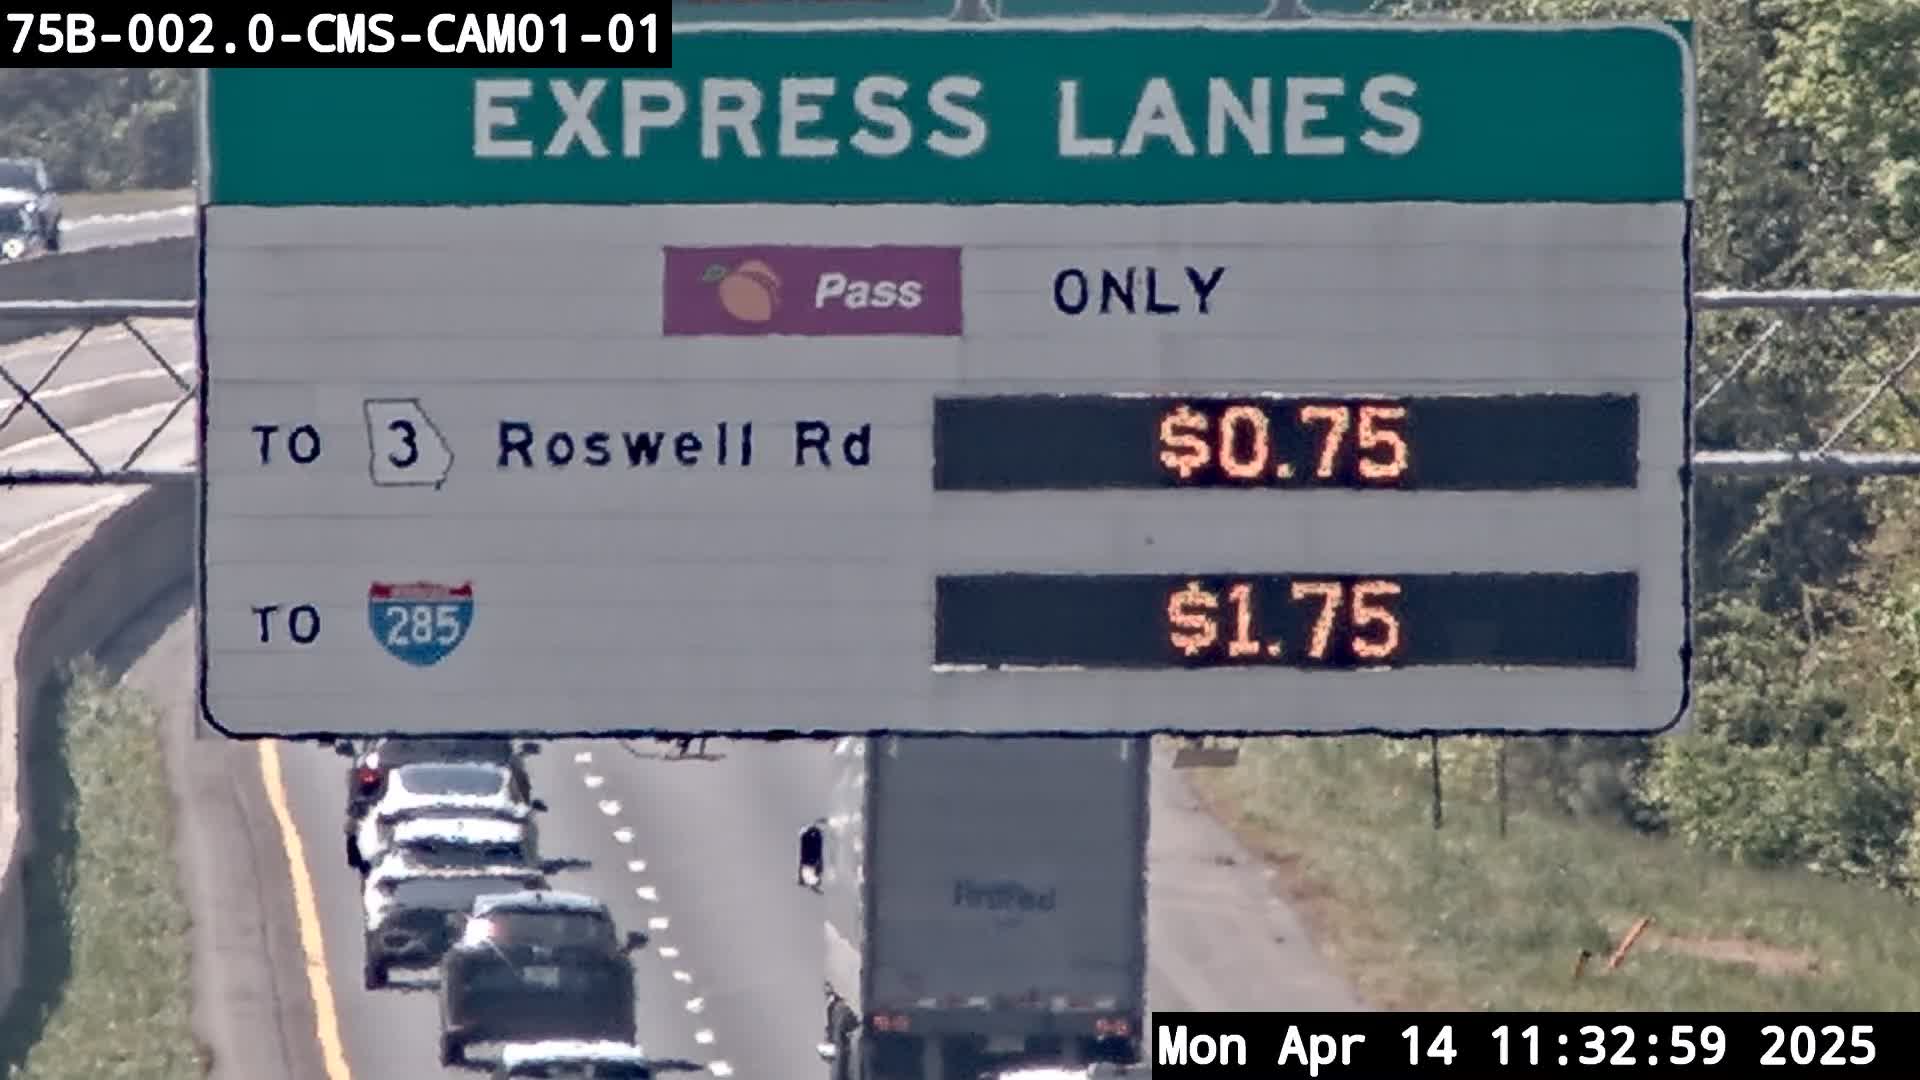 75B-002.0-CMS-CAM01-01
EXPRESS LANES
Pass ONLY
TO 3 Roswell Rd $0.75
TO 285 $1.75
Mon Apr 14 11:32:59 2025